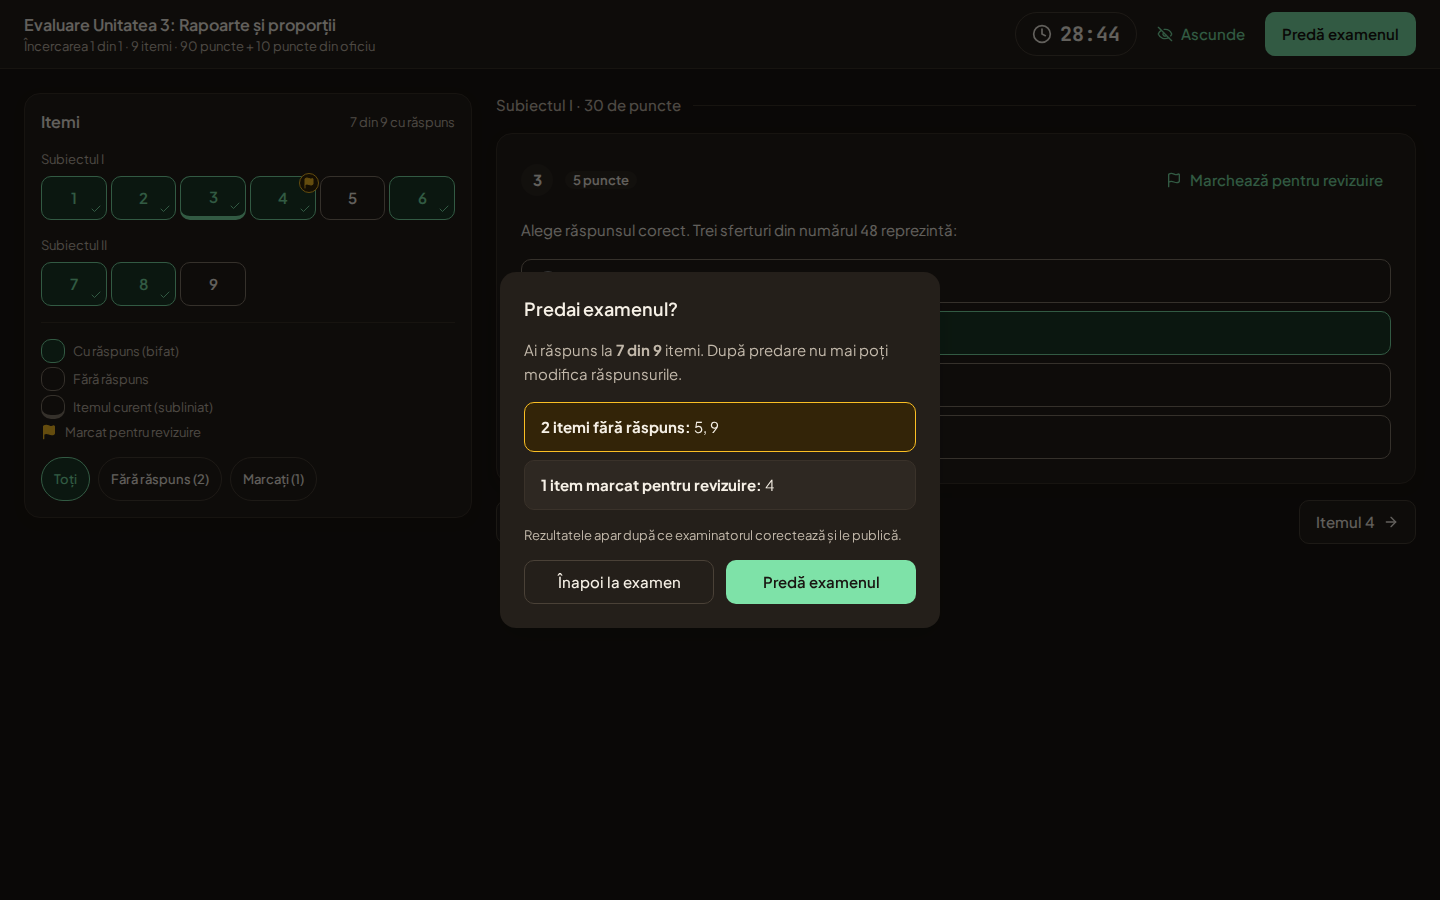 Evaluare Unitatea 3: Rapoarte și proporții
Încercarea 1 din 1 · 9 itemi · 90 puncte + 10 puncte din oficiu
28:44
Ascunde
Predă examenul
Itemi
7 din 9 cu răspuns
Subiectul I
1 2 3 4 5 6
Subiectul II
7 8 9
Cu răspuns (bifat)
Fără răspuns
Itemul curent (subliniat)
Marcat pentru revizuire
Toți
Fără răspuns (2)
Marcați (1)
Subiectul I · 30 de puncte
3
5 puncte
Marchează pentru revizuire
Alege răspunsul corect. Trei sferturi din numărul 48 reprezintă:
Predai examenul?
Ai răspuns la 7 din 9 itemi. După predare nu mai poți
modifica răspunsurile.
2 itemi fără răspuns: 5, 9
1 item marcat pentru revizuire: 4
Rezultatele apar după ce examinatorul corectează și le publică.
Înapoi la examen
Predă examenul
Itemul 4